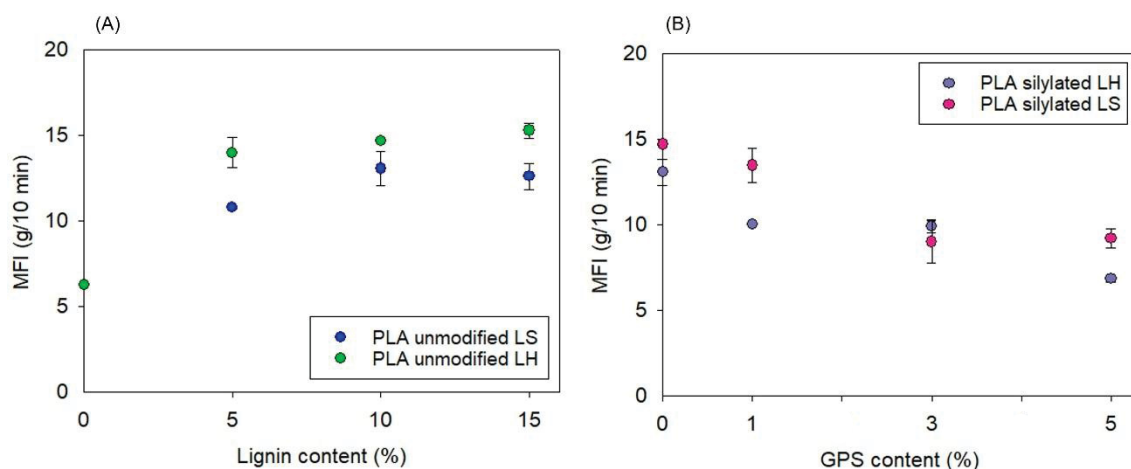 (A)
20
15
10
5
0
MFI (g/10 min)
PLA unmodified LS
PLA unmodified LH
0 5 10 15
Lignin content (%)
(B)
20
15
10
5
0
MFI (g/10 min)
PLA silylated LH
PLA silylated LS
0 1 3 5
GPS content (%)